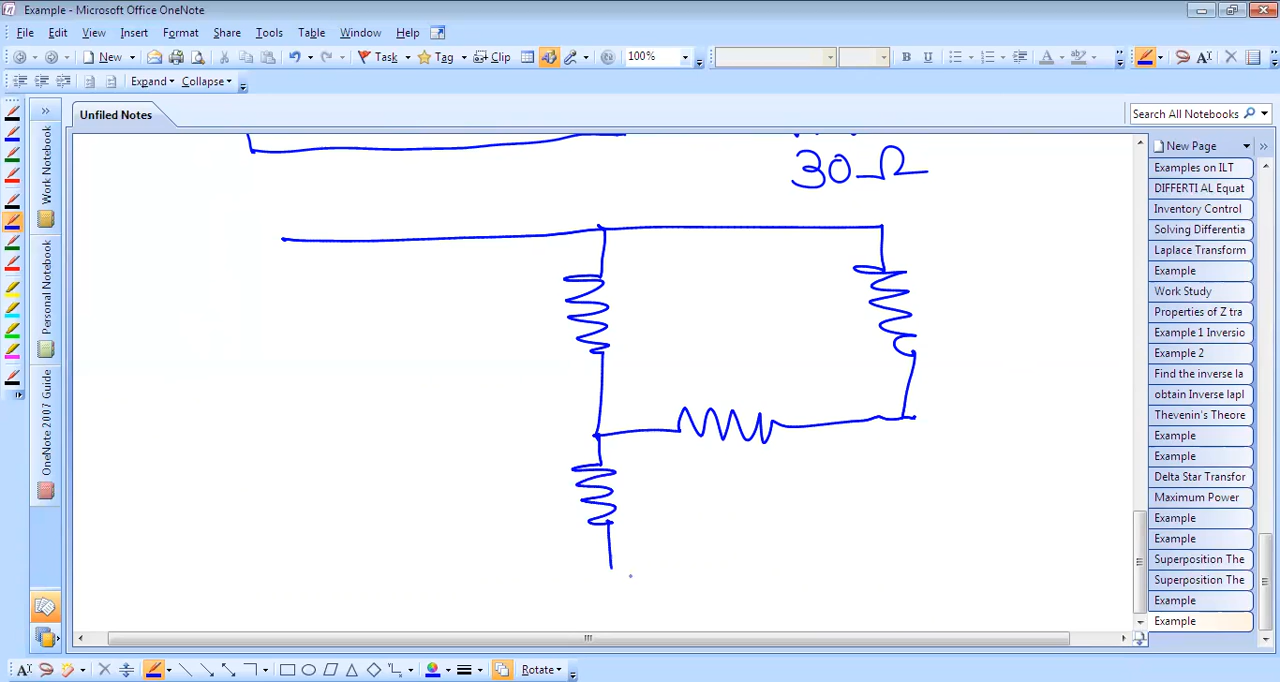 Example - Microsoft Office OneNote
File Edit View Insert Format Share Tools Table Window Help
New Task Tag Clip 100% B U
Expand Collapse
Unfiled Notes
Search All Notebooks
New Page
Work Notebook
Personal Notebook
OneNote 2007 Guide
30 Ω
Examples on ILT
DIFFERTI AL Equat
Inventory Control
Solving Differentia
Laplace Transform
Example
Work Study
Properties of Z tra
Example 1 Inversio
Example 2
Find the inverse la
obtain Inverse lapl
Thevenin's Theore
Example
Example
Delta Star Transfor
Maximum Power
Example
Example
Superposition The
Superposition The
Example
Example
Rotate